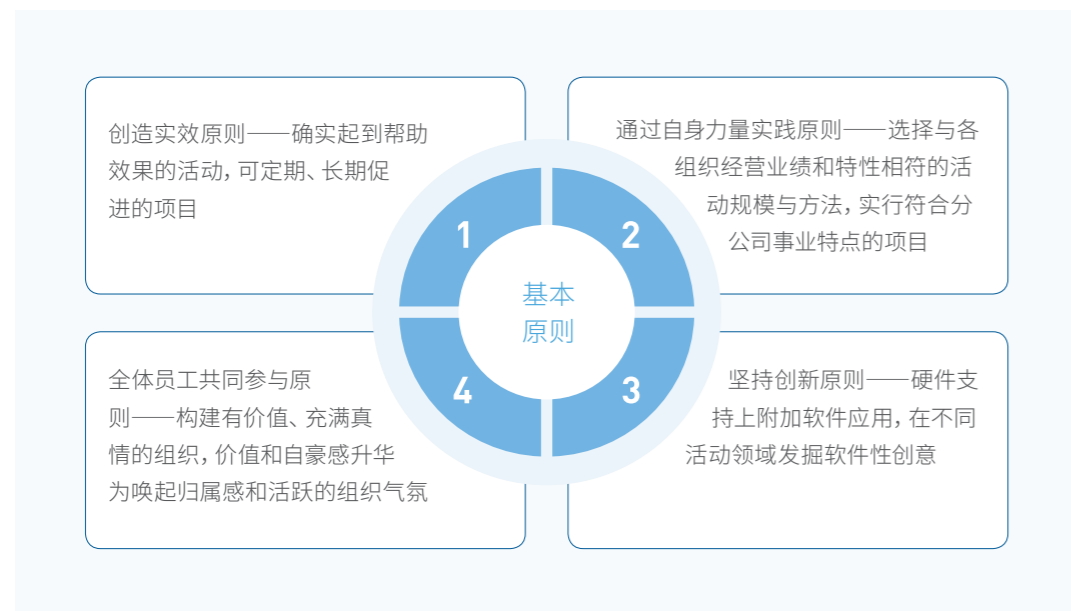 创造实效原则——确实起到帮助
效果的活动，可定期、长期促
进的项目
1
通过自身力量实践原则——选择与各
组织经营业绩和特性相符的活
动规模与方法，实行符合分
公司事业特点的项目
2
基本
原则
全体员工共同参与原
则——构建有价值、充满真
情的组织，价值和自豪感升华
为唤起归属感和活跃的组织气氛
4
坚持创新原则——硬件支
持上附加软件应用，在不同
活动领域发掘软件性创意
3